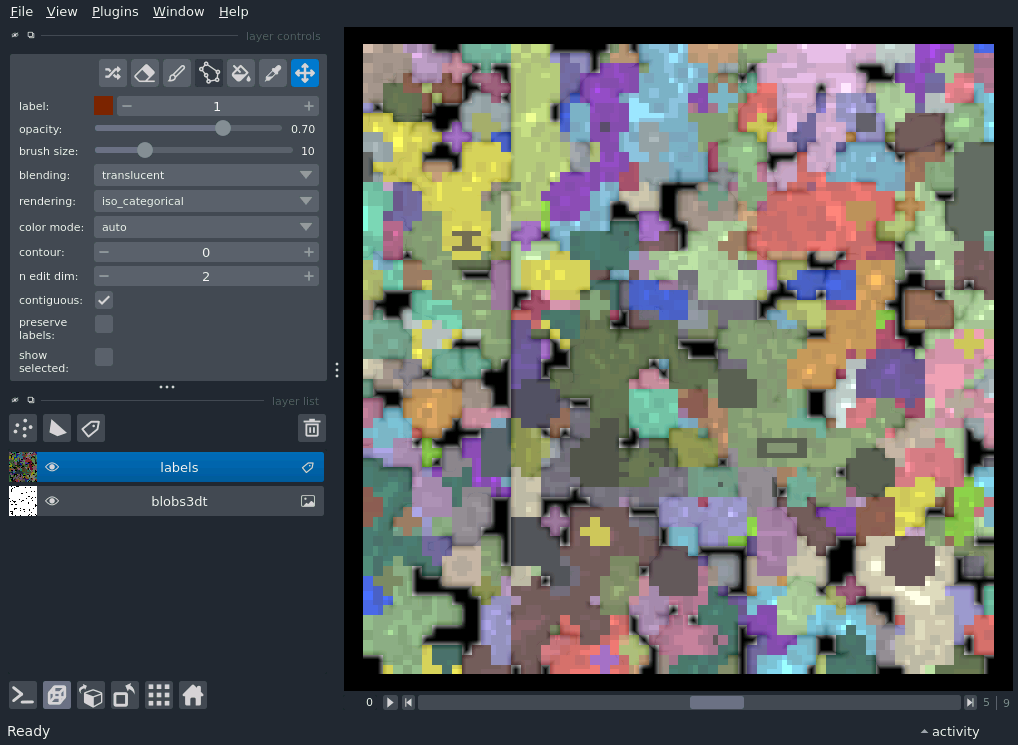 File View Plugins Window Help
layer controls
label: 1
opacity: 0.70
brush size: 10
blending: translucent
rendering: iso_categorical
color mode: auto
contour: 0
n edit dim: 2
contiguous:
preserve
labels:
show
selected:
layer list
labels
blobs3dt
0 5 9
Ready activity